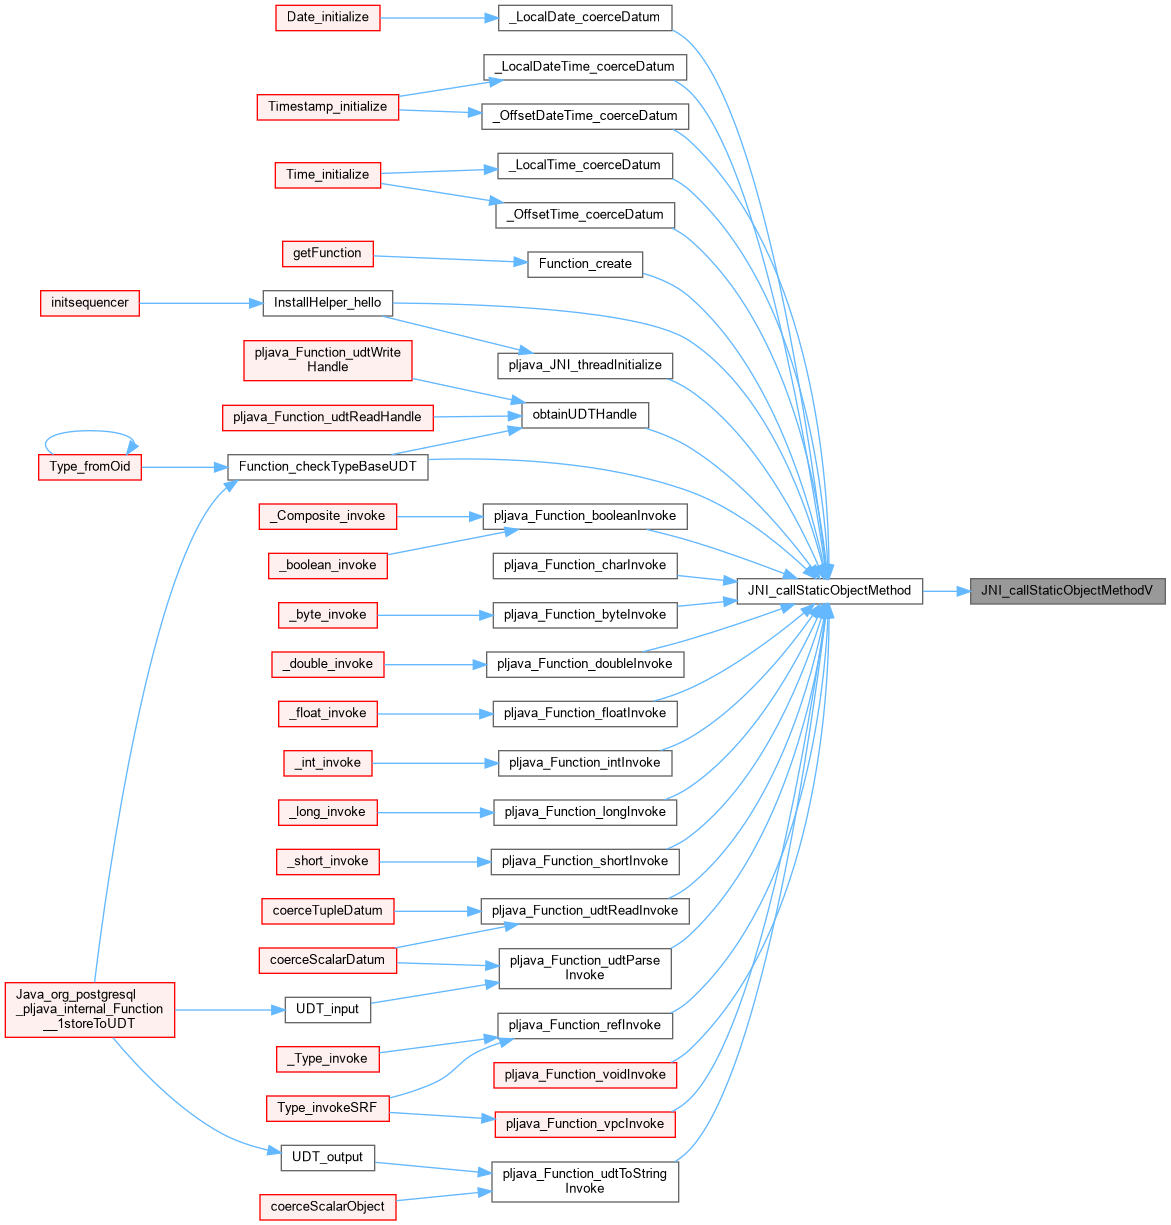 Date_initialize
_LocalDate_coerceDatum
_LocalDateTime_coerceDatum
Timestamp_initialize
_OffsetDateTime_coerceDatum
_LocalTime_coerceDatum
Time_initialize
_OffsetTime_coerceDatum
getFunction
Function_create
initsequencer
InstallHelper_hello
pljava_Function_udtWrite
Handle
pljava_JNI_threadInitialize
pljava_Function_udtReadHandle
obtainUDTHandle
Type_fromOid
Function_checkTypeBaseUDT
_Composite_invoke
pljava_Function_booleanInvoke
_boolean_invoke
pljava_Function_charInvoke
JNI_callStaticObjectMethod
JNI_callStaticObjectMethodV
_byte_invoke
pljava_Function_byteInvoke
_double_invoke
pljava_Function_doubleInvoke
_float_invoke
pljava_Function_floatInvoke
_int_invoke
pljava_Function_intInvoke
_long_invoke
pljava_Function_longInvoke
_short_invoke
pljava_Function_shortInvoke
coerceTupleDatum
pljava_Function_udtReadInvoke
coerceScalarDatum
pljava_Function_udtParse
Invoke
Java_org_postgresql
_pljava_internal_Function
__1storeToUDT
UDT_input
pljava_Function_refInvoke
_Type_invoke
pljava_Function_voidInvoke
Type_invokeSRF
pljava_Function_vpcInvoke
UDT_output
pljava_Function_udtToString
Invoke
coerceScalarObject